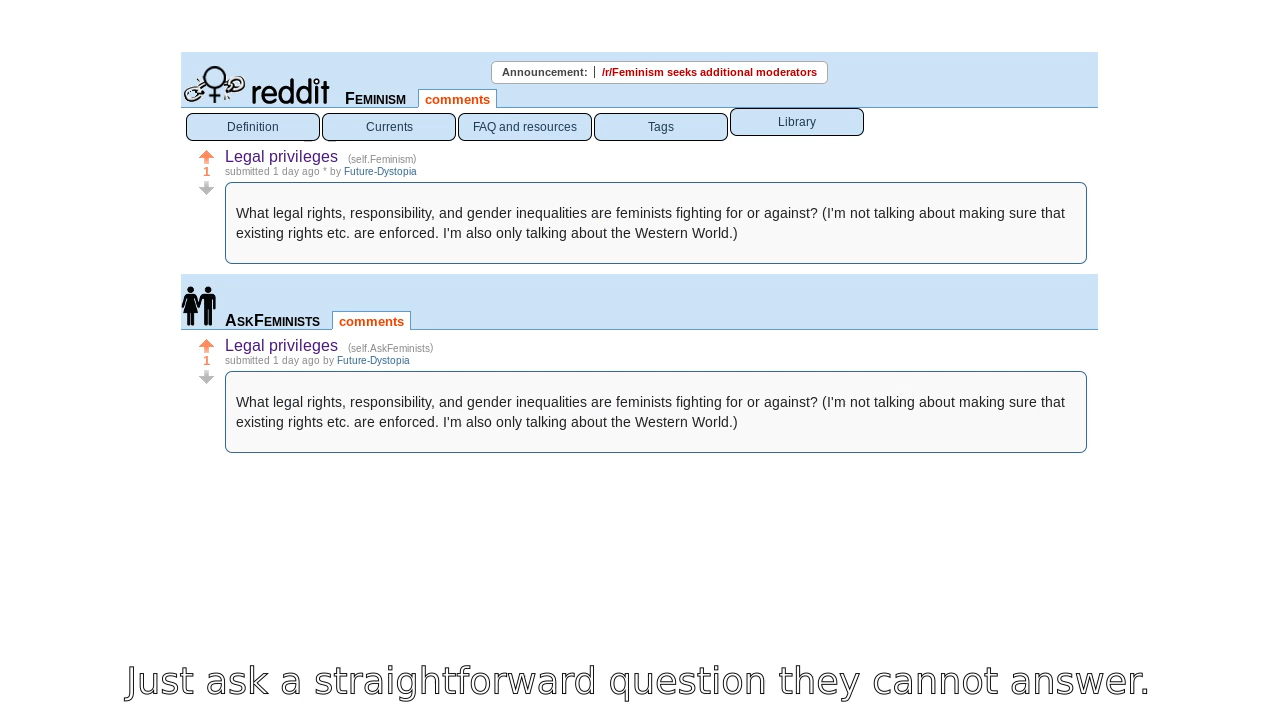 Announcement: | /r/Feminism seeks additional moderators
reddit FEMINISM comments
Definition Currents FAQ and resources Tags Library
Legal privileges (self.Feminism)
1
submitted 1 day ago * by Future-Dystopia
What legal rights, responsibility, and gender inequalities are feminists fighting for or against? (I'm not talking about making sure that
existing rights etc. are enforced. I'm also only talking about the Western World.)
ASKFEMINISTS comments
Legal privileges (self.AskFeminists)
1
submitted 1 day ago by Future-Dystopia
What legal rights, responsibility, and gender inequalities are feminists fighting for or against? (I'm not talking about making sure that
existing rights etc. are enforced. I'm also only talking about the Western World.)
Just ask a straightforward question they cannot answer.